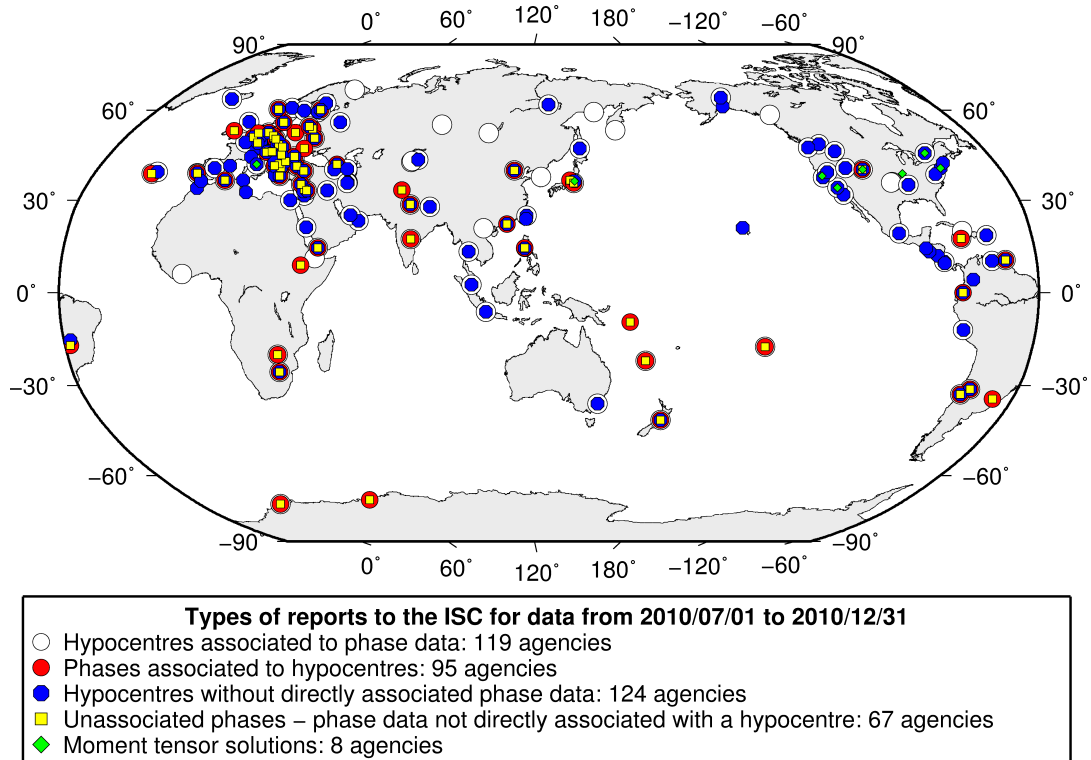 0° 60° 120° 180° −120° −60°
90° 90°
60° 60°
30° 30°
0° 0°
−30° −30°
−60° −60°
−90° −90°
0° 60° 120° 180° −120° −60°
Types of reports to the ISC for data from 2010/07/01 to 2010/12/31
Hypocentres associated to phase data: 119 agencies
Phases associated to hypocentres: 95 agencies
Hypocentres without directly associated phase data: 124 agencies
Unassociated phases − phase data not directly associated with a hypocentre: 67 agencies
Moment tensor solutions: 8 agencies